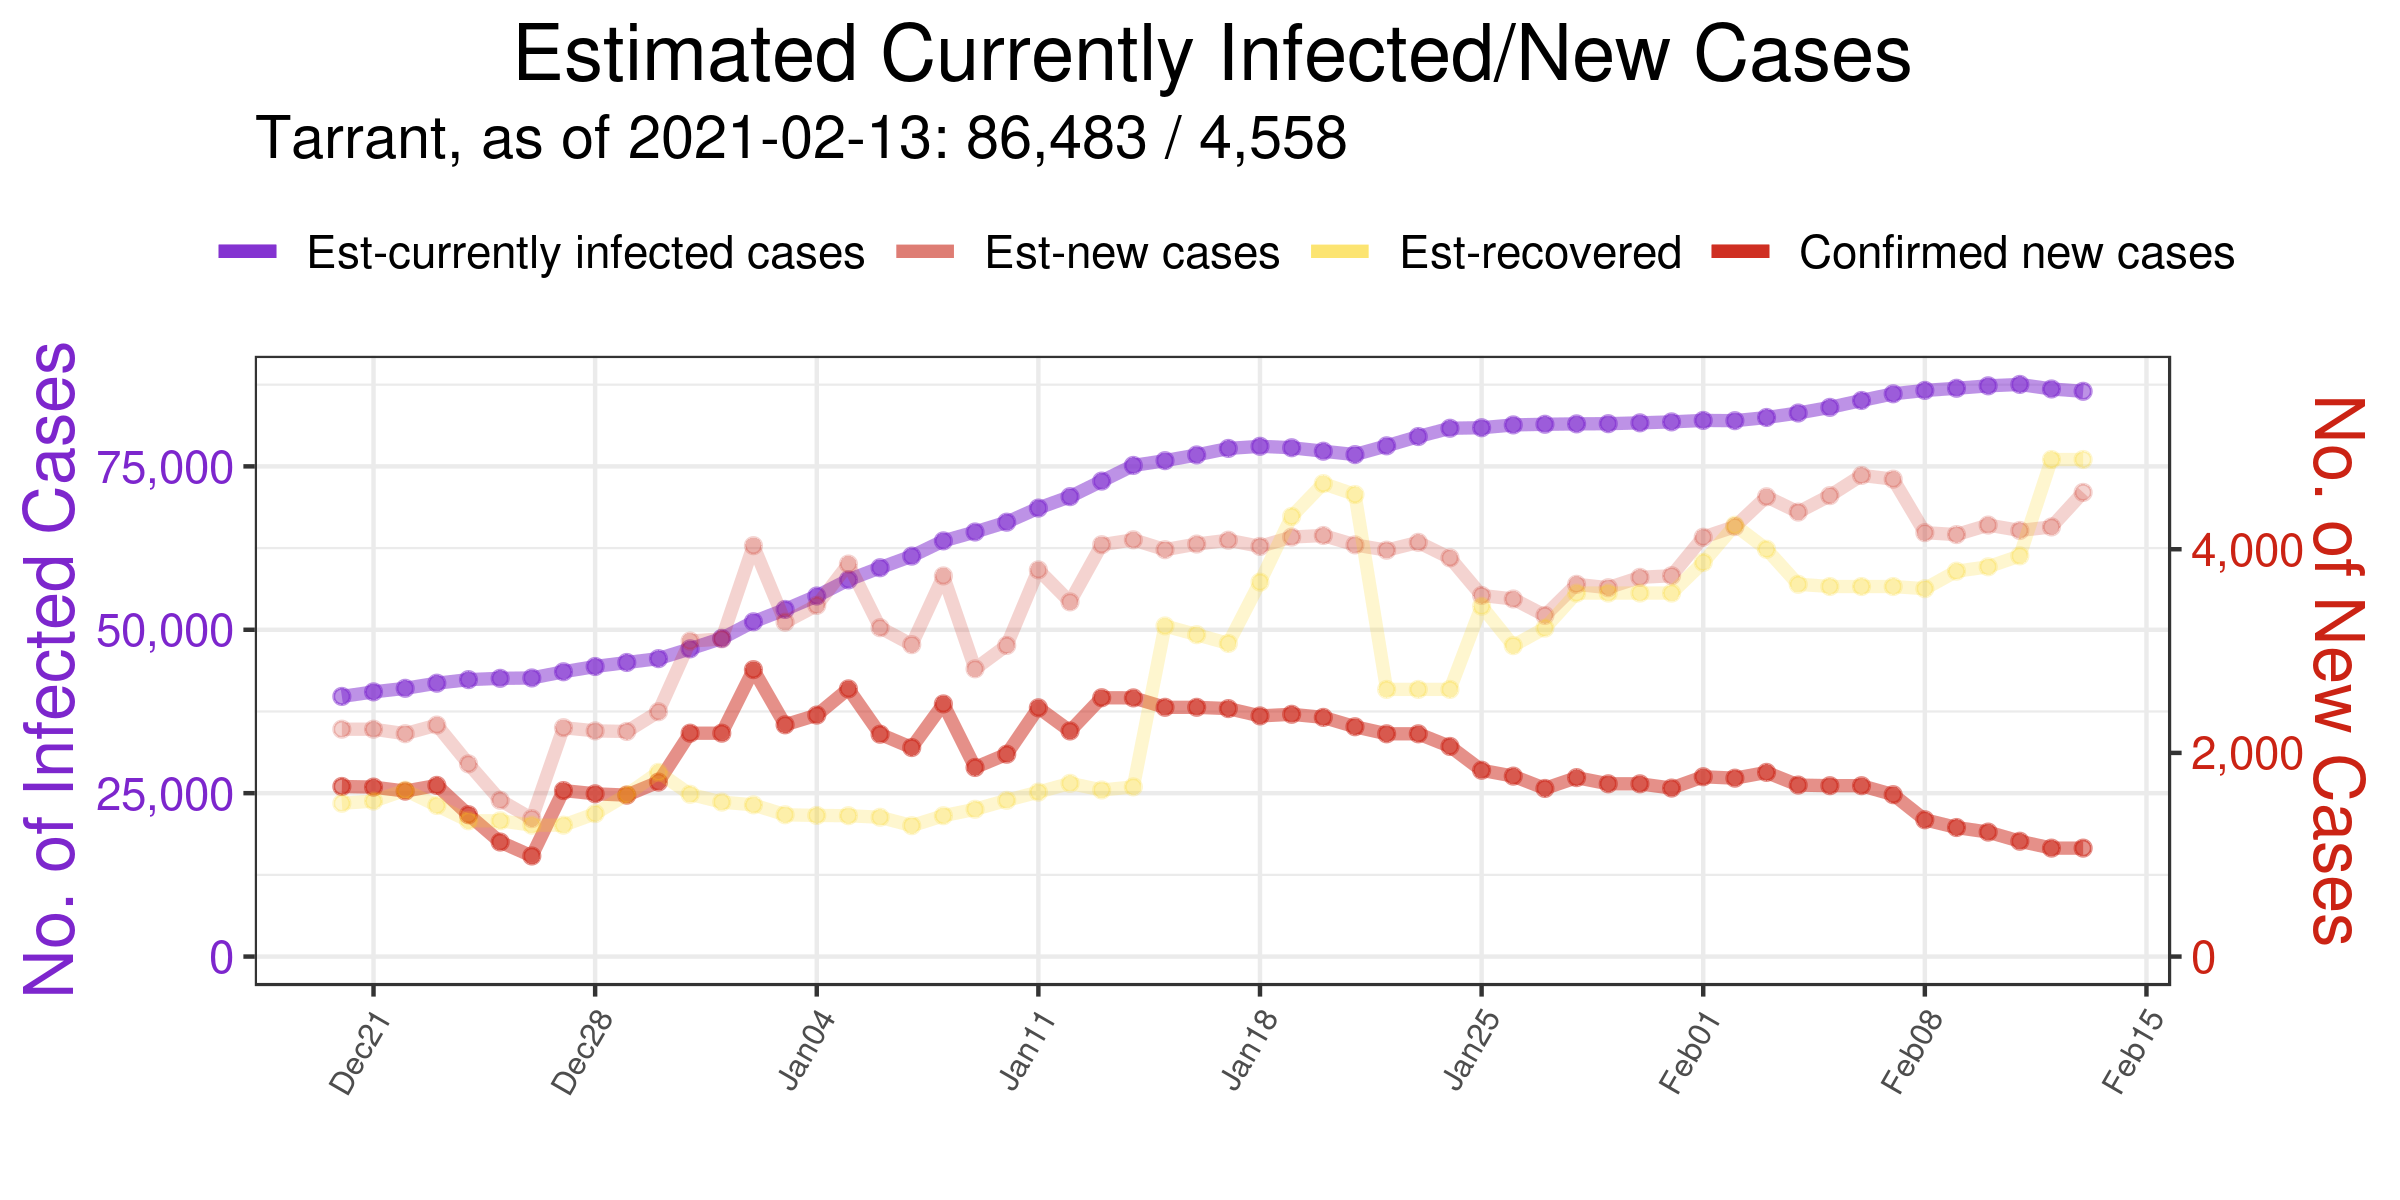 Estimated Currently Infected/New Cases
Tarrant, as of 2021-02-13: 86,483 / 4,558
Est-currently infected cases Est-new cases Est-recovered Confirmed new cases
No. of Infected Cases
75,000
50,000
25,000
0
4,000
2,000
0
No. of New Cases
Dec21 Dec28 Jan04 Jan11 Jan18 Jan25 Feb01 Feb08 Feb15